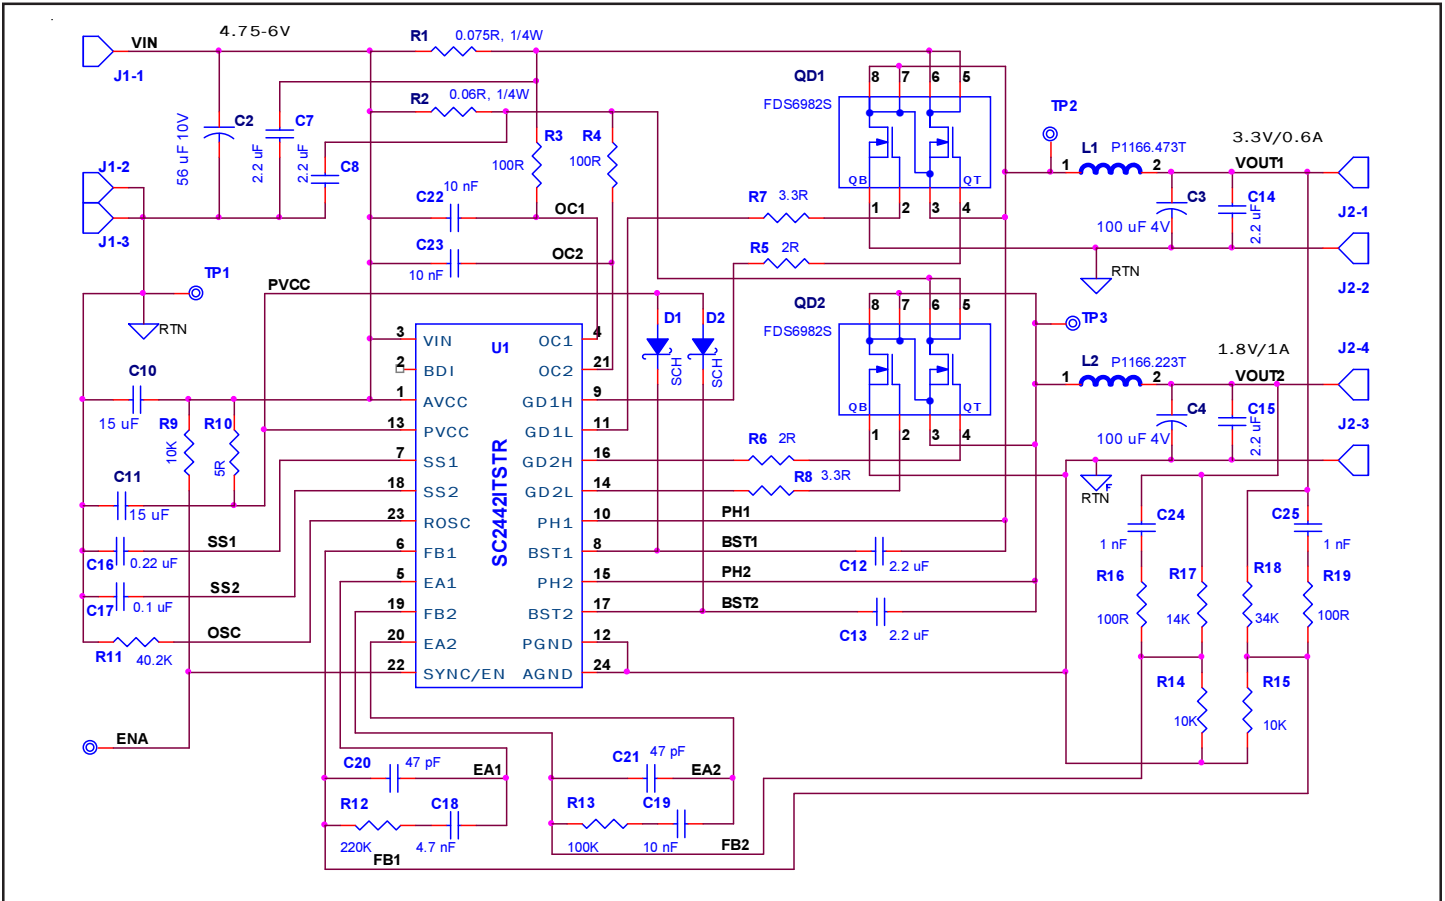 VIN
4.75-6V
J1-1
R1
0.075R, 1/4W
R2
0.06R, 1/4W
C2
56 uF 10V
C7
2.2 uF
C8
2.2 uF
J1-2
J1-3
R3
100R
R4
100R
C22
10 nF
OC1
C23
10 nF
OC2
TP1
RTN
PVCC
QD1
FDS6982S
8
7
6
5
QB
QT
1
2
3
4
R7
3.3R
R5
2R
TP2
L1
P1166.473T
1
2
3.3V/0.6A
VOUT1
C3
100 uF 4V
C14
2.2 uF
J2-1
RTN
J2-2
QD2
FDS6982S
8
7
6
5
QB
QT
1
2
3
4
TP3
L2
P1166.223T
1
2
1.8V/1A
VOUT2
J2-4
C4
100 uF 4V
C15
2.2 uF
J2-3
RTN
F
D1
SCH
D2
SCH
R6
2R
R8
3.3R
U1
SC2442ITSTR
3
VIN
2
BDI
1
AVCC
13
PVCC
7
SS1
18
SS2
23
ROSC
6
FB1
5
EA1
19
FB2
20
EA2
22
SYNC/EN
OC1
4
OC2
21
GD1H
9
GD1L
11
GD2H
16
GD2L
14
PH1
10
BST1
8
PH2
15
BST2
17
PGND
12
AGND
24
C10
15 uF
R9
10K
R10
5R
C11
15 uF
C16
0.22 uF
SS1
C17
0.1 uF
SS2
R11
40.2K
OSC
ENA
PH1
BST1
C12
2.2 uF
PH2
BST2
C13
2.2 uF
C24
1 nF
R16
100R
R17
14K
R18
34K
C25
1 nF
R19
100R
R14
10K
R15
10K
C20
47 pF
EA1
R12
220K
C18
4.7 nF
FB1
C21
47 pF
EA2
R13
100K
C19
10 nF
FB2